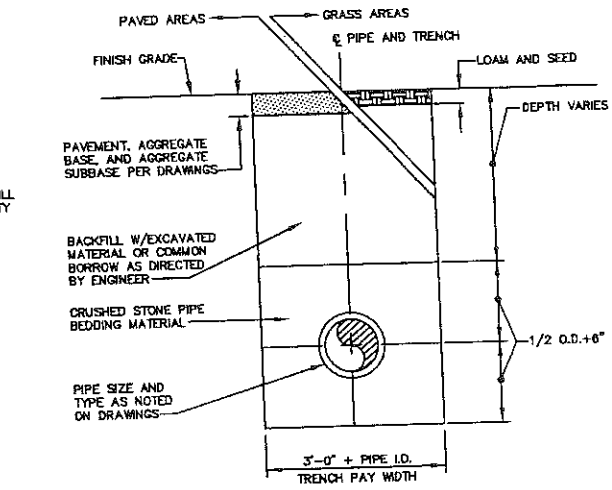 PAVED AREAS
GRASS AREAS
℄ PIPE AND TRENCH
FINISH GRADE
LOAM AND SEED
DEPTH VARIES
PAVEMENT, AGGREGATE
BASE, AND AGGREGATE
SUBBASE PER DRAWINGS
BACKFILL W/EXCAVATED
MATERIAL OR COMMON
BORROW AS DIRECTED
BY ENGINEER
CRUSHED STONE PIPE
BEDDING MATERIAL
1/2 O.D.+6"
PIPE SIZE AND
TYPE AS NOTED
ON DRAWINGS
3'-0" + PIPE I.D.
TRENCH PAY WIDTH